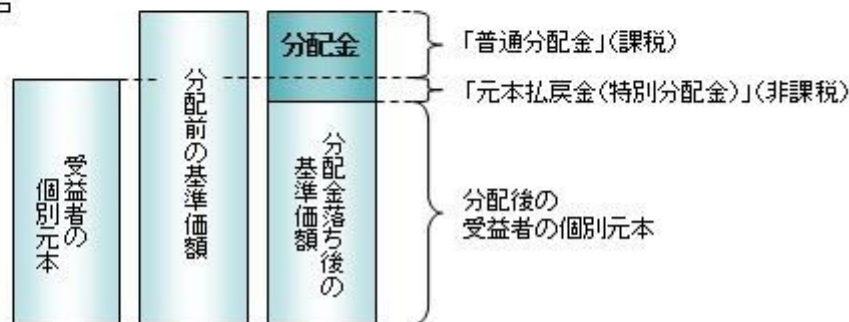 分配金
「普通分配金」(課税)
「元本払戻金(特別分配金)」(非課税)
受益者の
個別元本
分配前の基準価額
分配金落ち後の
基準価額
分配後の
受益者の個別元本